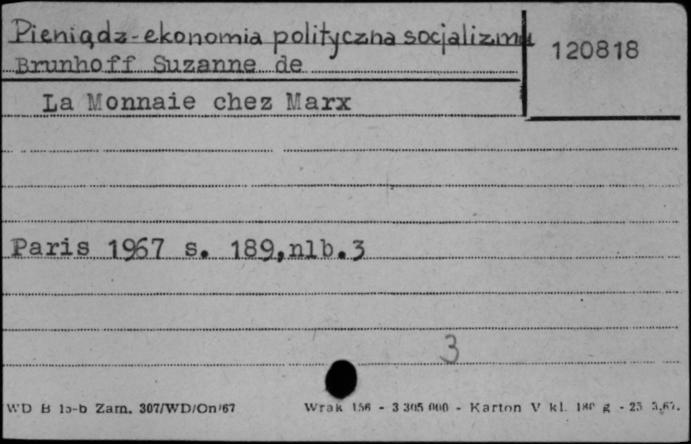 Pieniądz-ekonomia polityczna socjalizmu
120818
Brunhoff Suzanne de
La Monnaie chez Marx
Paris 1967 s. 189,nlb.3
3
WD B 15-b Zam. 307/WD/On/67 Wrak 156 - 3 305 000 - Karton V kl. 180 g - 25